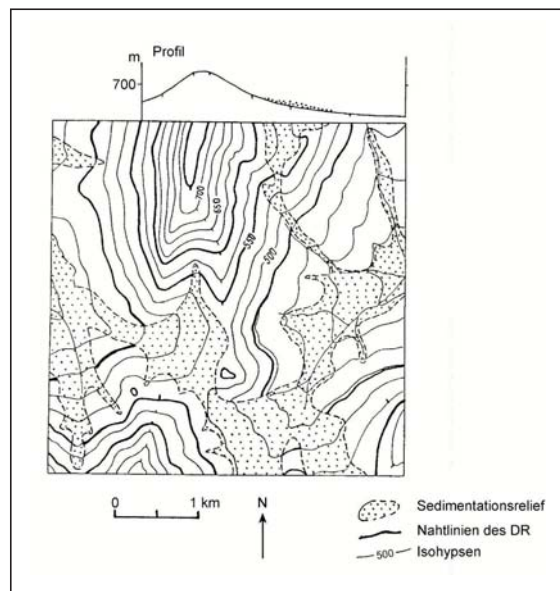 Profil
m
700
700
650
550
500
0 1 km
N
Sedimentationsrelief
Nahtlinien des DR
500 Isohypsen